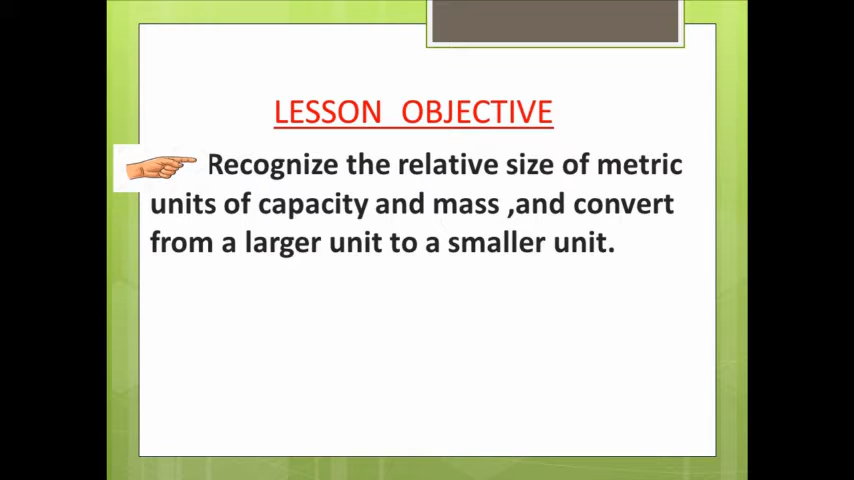 LESSON OBJECTIVE
Recognize the relative size of metric
units of capacity and mass ,and convert
from a larger unit to a smaller unit.